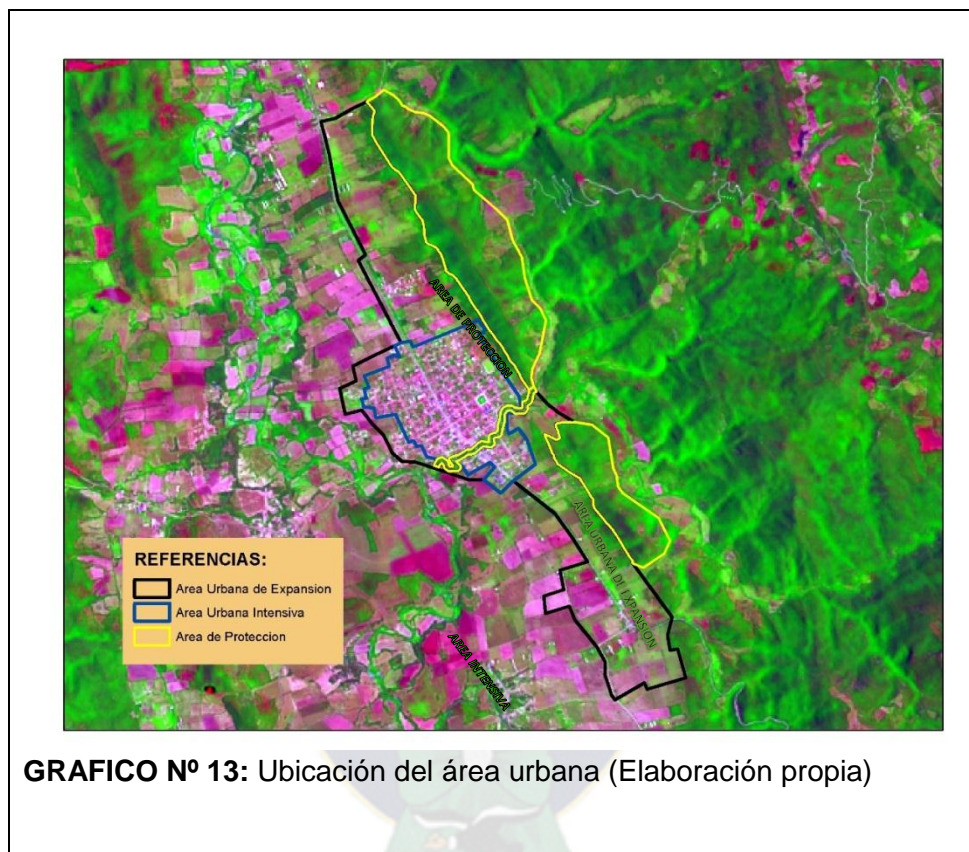 AREA DE PROTECCION
AREA URBANA DE EXPANSION
AREA INTENSIVA
REFERENCIAS:
Area Urbana de Expansion
Area Urbana Intensiva
Area de Proteccion
GRAFICO Nº 13: Ubicación del área urbana (Elaboración propia)